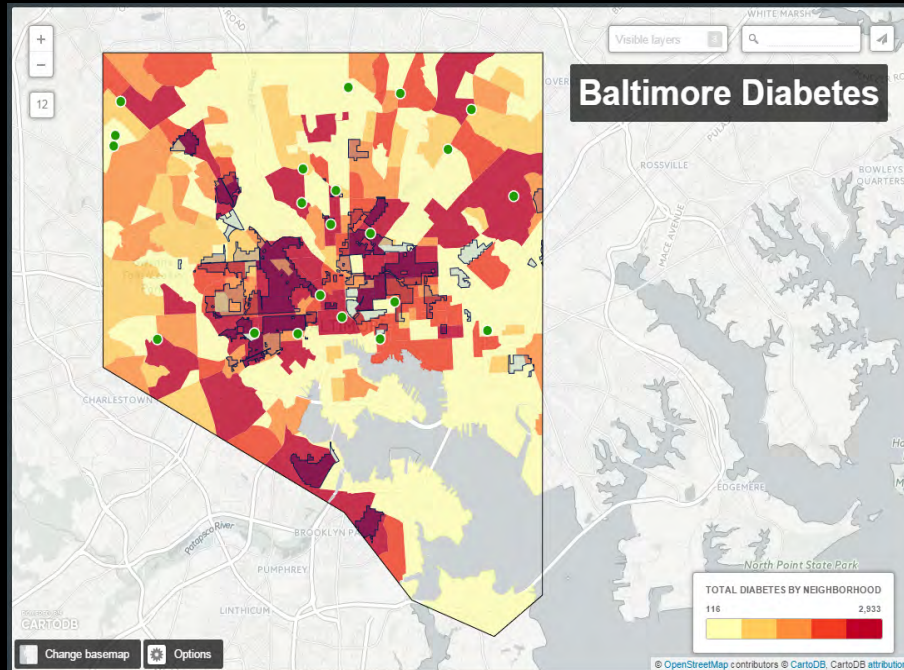 WHITE MARSH
ROAD
+
−
12
Visible layers
Baltimore Diabetes
ROSSVILLE
BOWLEYS
QUARTERS
MACE AVENUE
CHARLESTOWN
EDGEMERE
BROOKLYN PA
Patapsco River
PUMPHREY
LINTHICUM
North Point State Park
TOTAL DIABETES BY NEIGHBORHOOD
116 2,933
CARTODB
Change basemap
Options
© OpenStreetMap contributors © CartoDB, CartoDB attribution